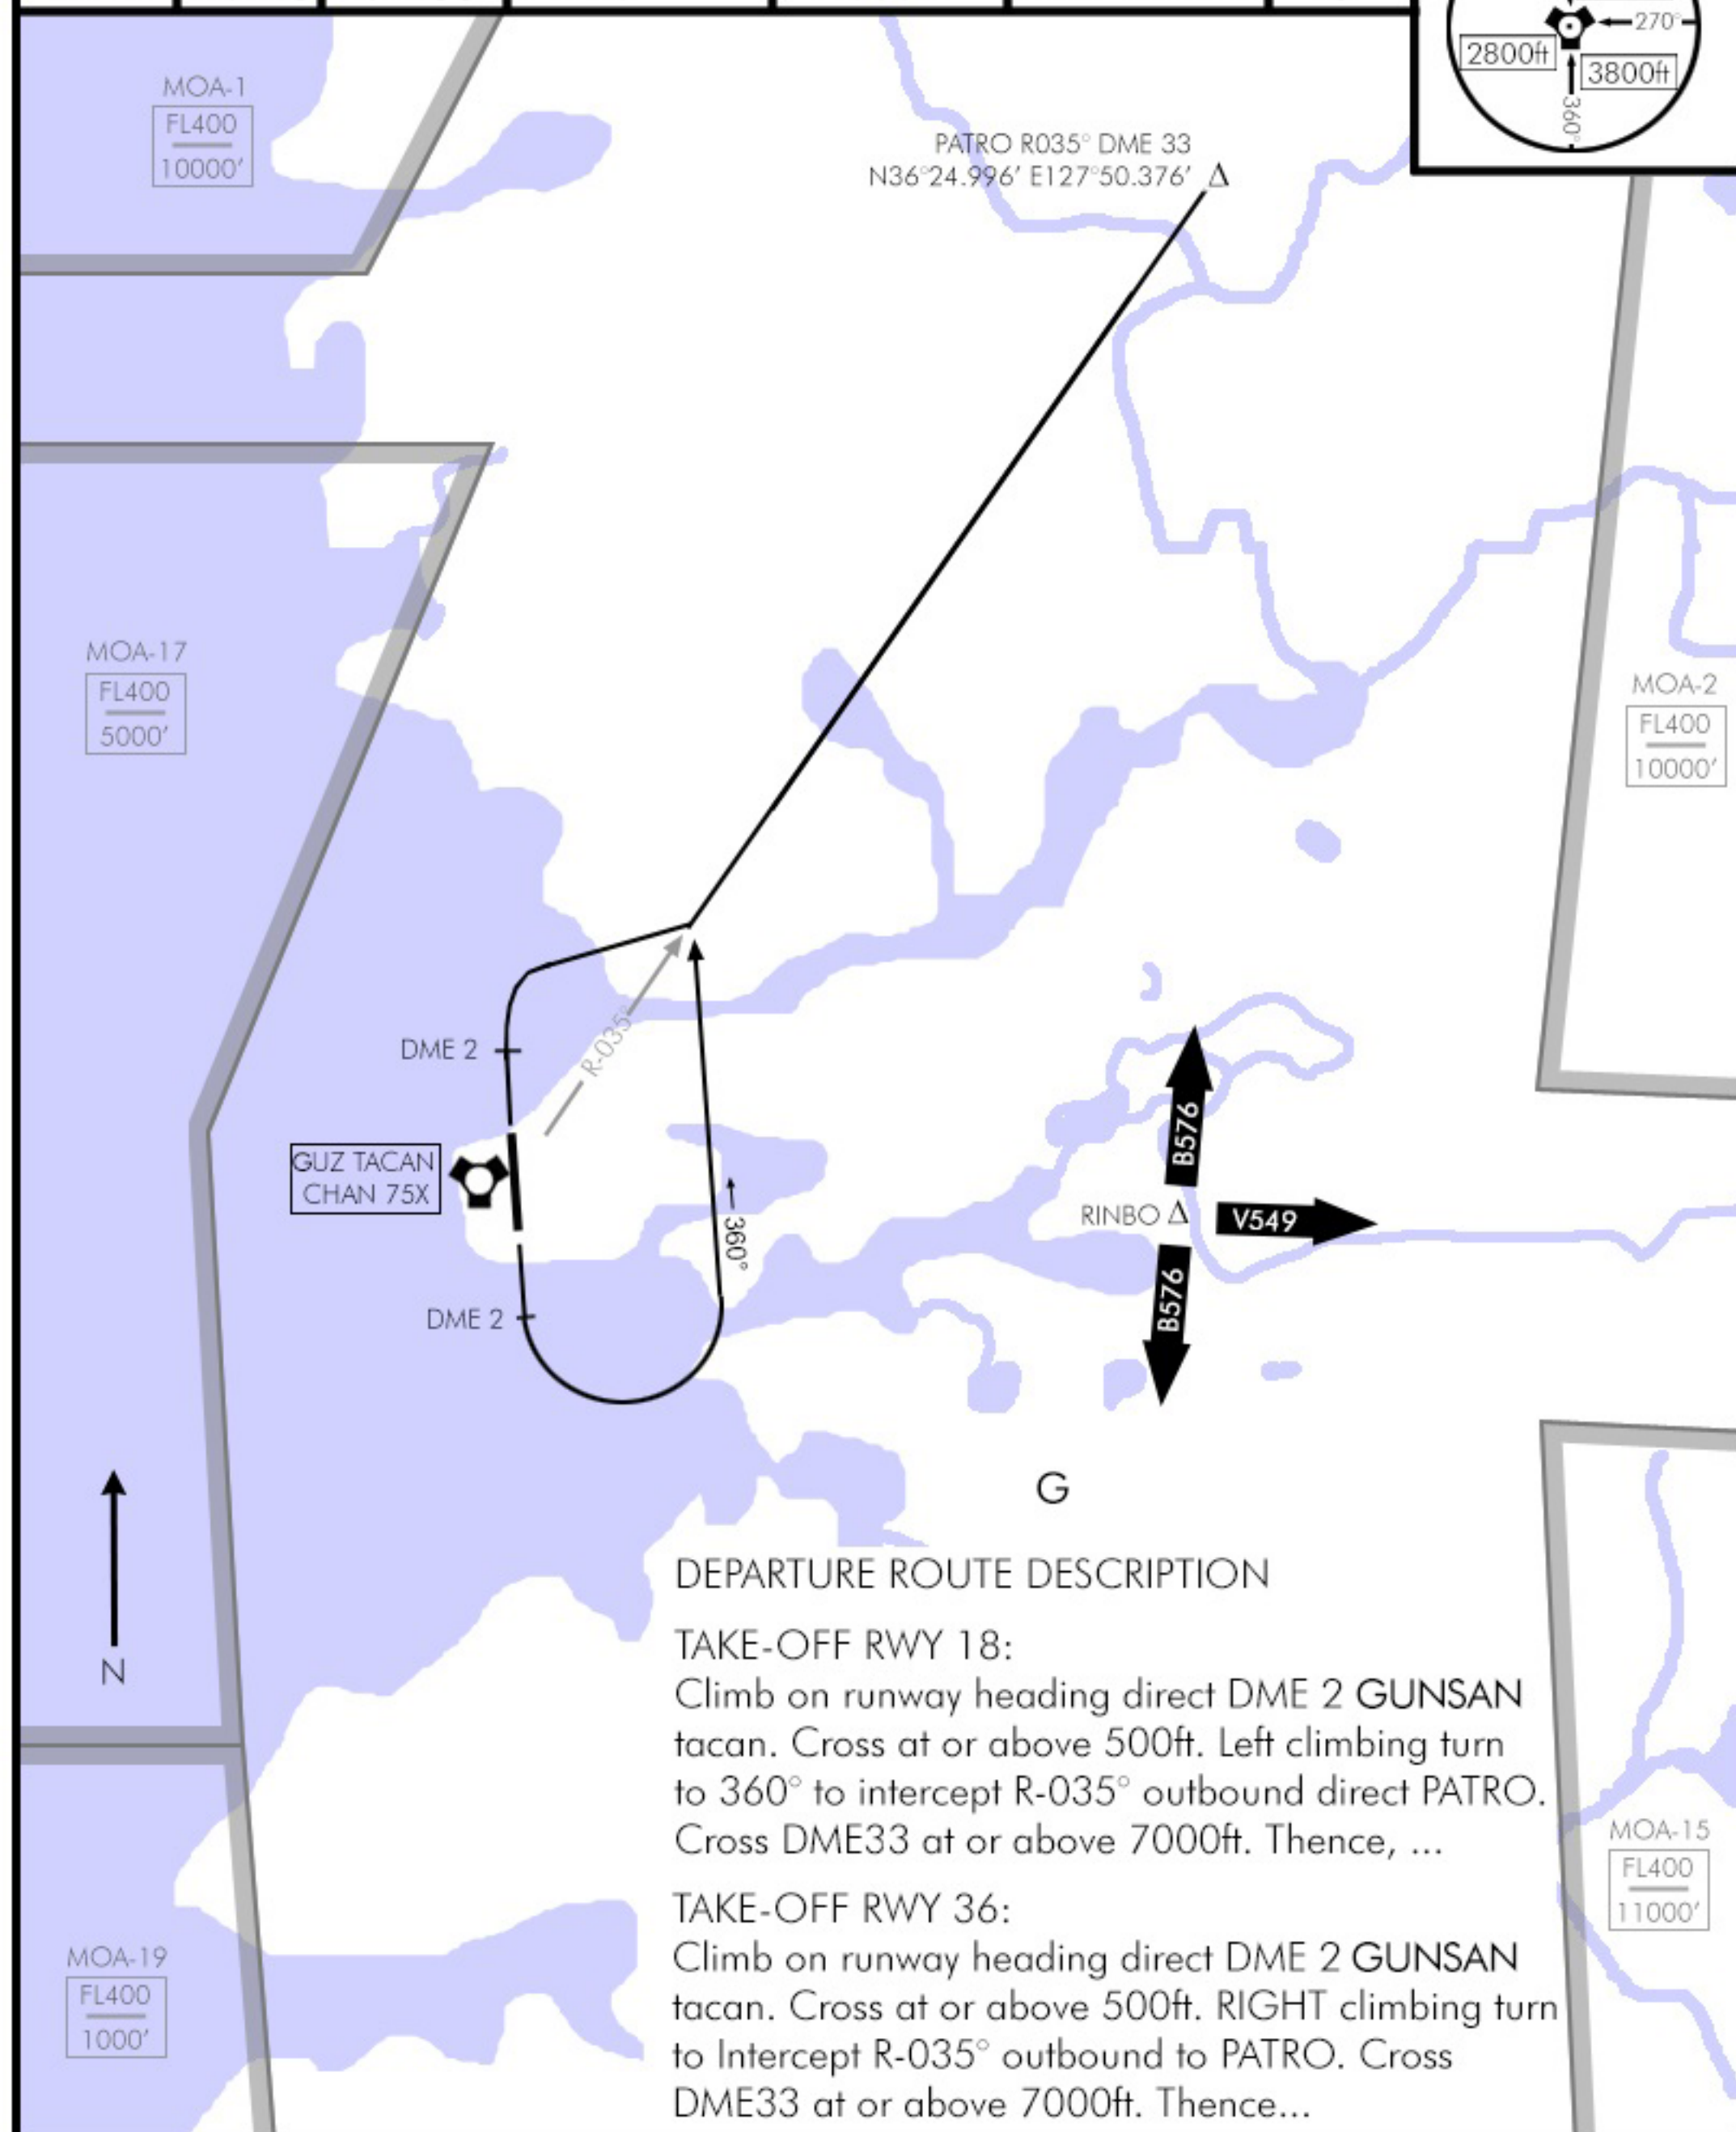 270°
2800ft
3800ft
360°
MOA-1
FL400
10000'
PATRO R035° DME 33
N36°24.996' E127°50.376'
MOA-17
FL400
5000'
MOA-2
FL400
10000'
DME 2
R-035°
GUZ TACAN
CHAN 75X
B576
RINBO
V549
360°
B576
DME 2
G
N
DEPARTURE ROUTE DESCRIPTION
TAKE-OFF RWY 18:
Climb on runway heading direct DME 2 GUNSAN
tacan. Cross at or above 500ft. Left climbing turn
to 360° to intercept R-035° outbound direct PATRO.
Cross DME33 at or above 7000ft. Thence, ...
MOA-15
FL400
11000'
TAKE-OFF RWY 36:
Climb on runway heading direct DME 2 GUNSAN
tacan. Cross at or above 500ft. RIGHT climbing turn
to Intercept R-035° outbound to PATRO. Cross
DME33 at or above 7000ft. Thence...
MOA-19
FL400
1000'